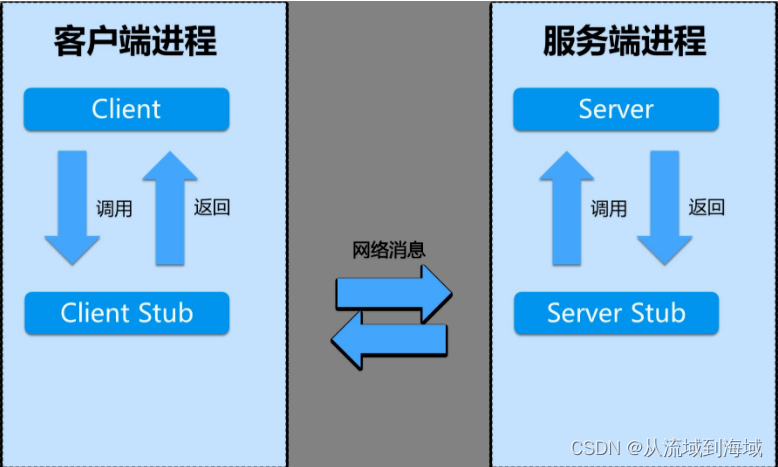 客户端进程
Client
调用
返回
Client Stub
网络消息
服务端进程
Server
调用
返回
Server Stub
CSDN @从流域到海域